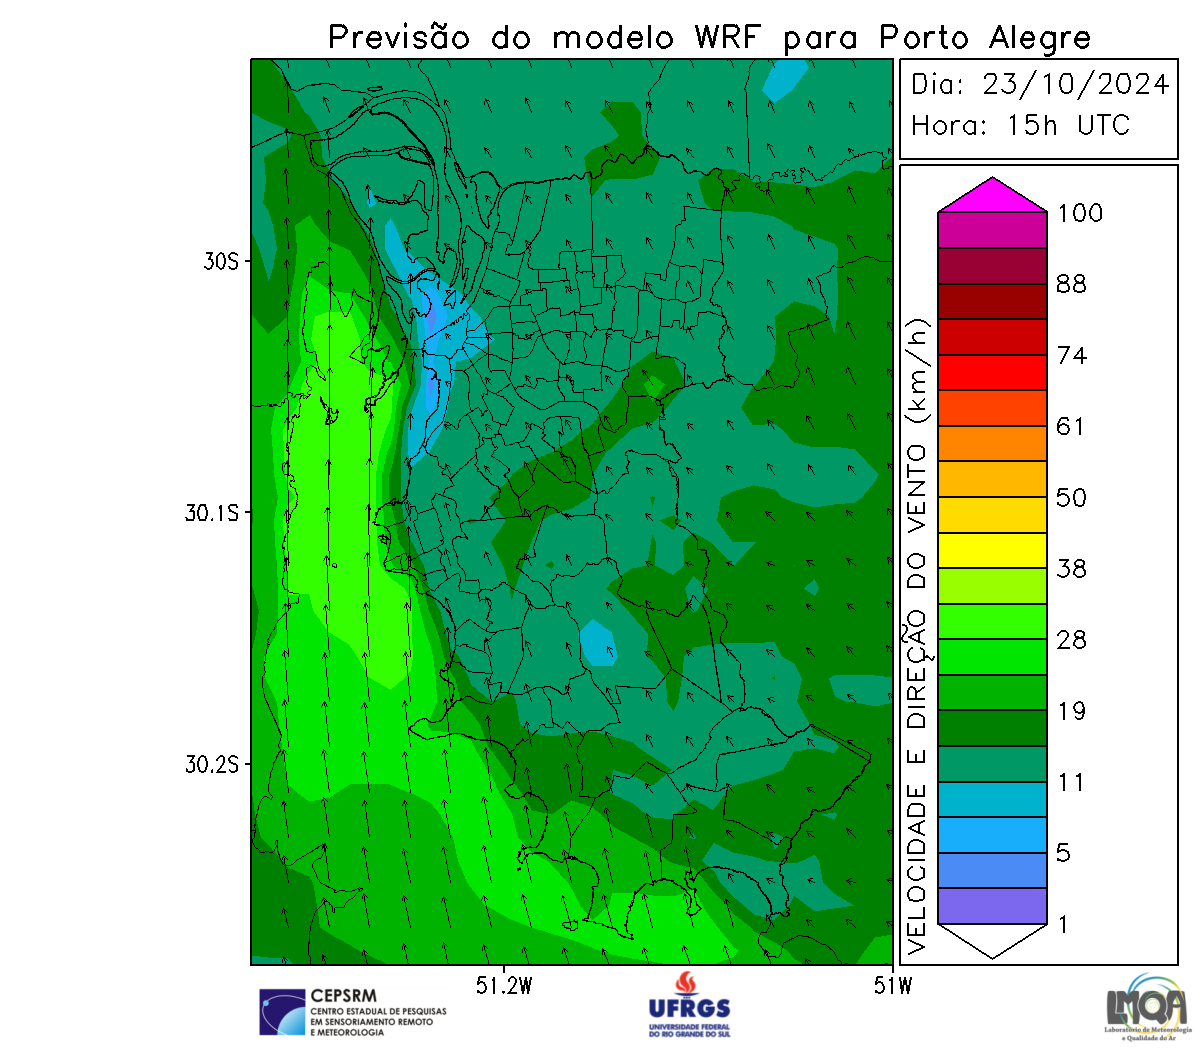 Previsão do modelo WRF para Porto Alegre
Dia: 23/10/2024
Hora: 15h UTC
100
88
74
61
50
38
28
19
11
5
1
VELOCIDADE E DIREÇÃO DO VENTO (km/h)
30S
30.1S
30.2S
51.2W
51W
CEPSRM
CENTRO ESTADUAL DE PESQUISAS
EM SENSORIAMENTO REMOTO
E METEOROLOGIA
UFRGS
UNIVERSIDADE FEDERAL
DO RIO GRANDE DO SUL
LMQA
Laboratório de Meteorologia
e Qualidade do Ar